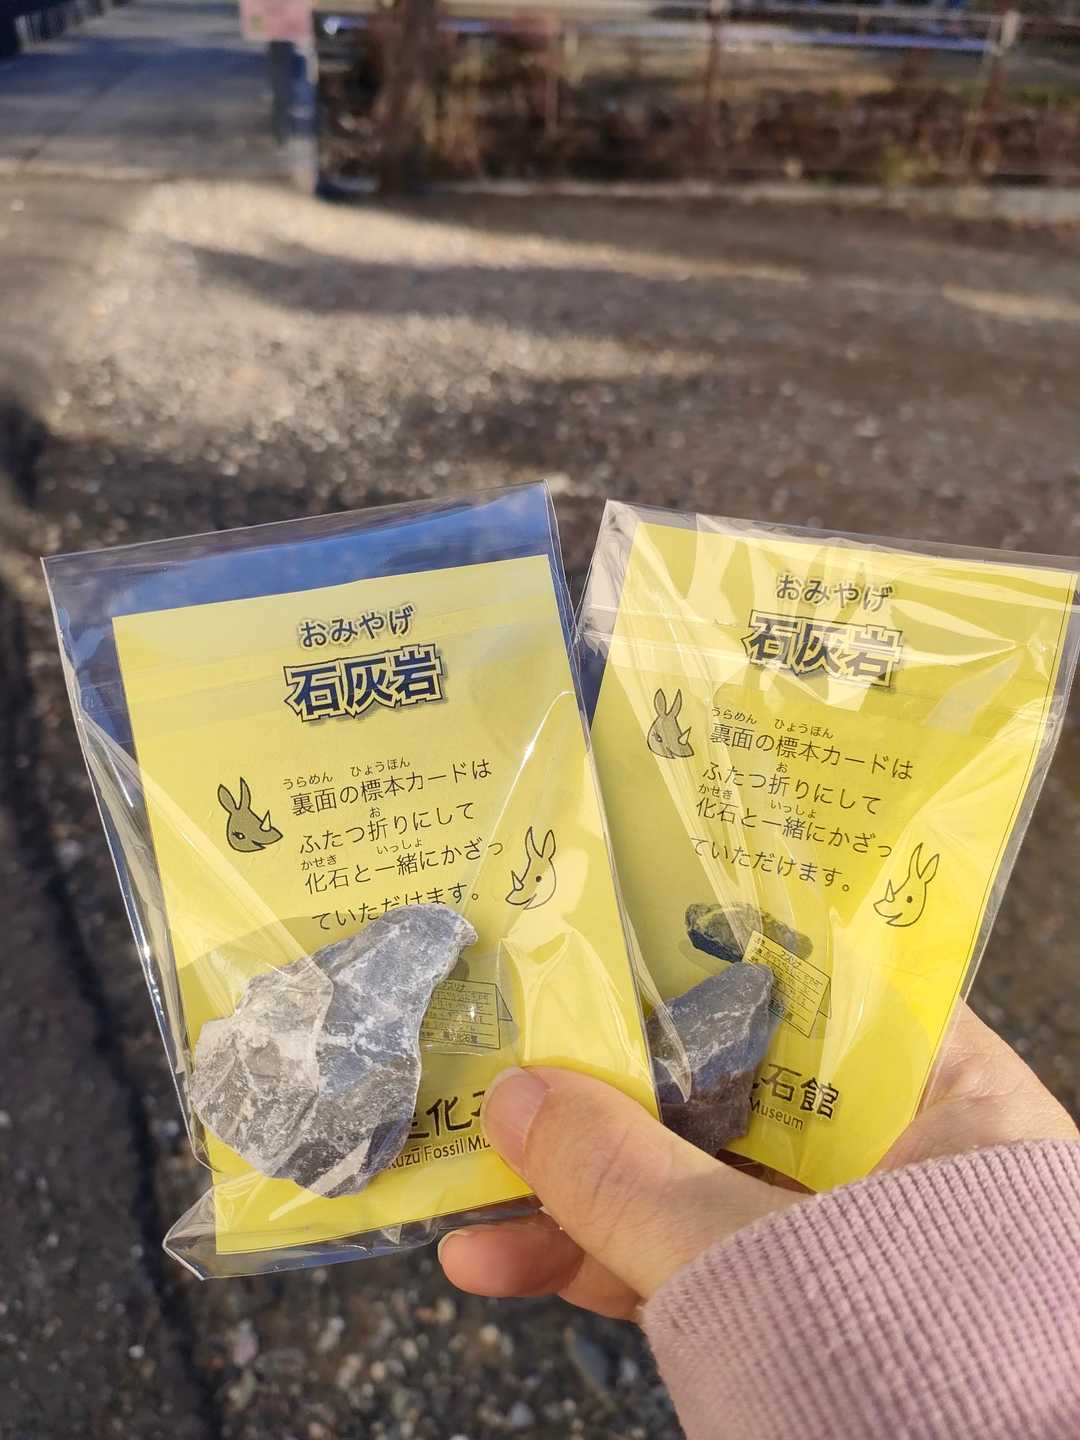 おみやげ
石灰岩
うらめん ひょうほん
裏面の標本カードは
お
ふたつ折りにして
かせき いっしょ
化石と一緒にかざっ
ていただけます。
化
Kuzū Fossil Mu
おみやげ
石灰岩
うらめん ひょうほん
裏面の標本カードは
お
ふたつ折りにして
かせき いっしょ
化石と一緒にかざっ
ていただけます。
フズリナ
石館
Museum